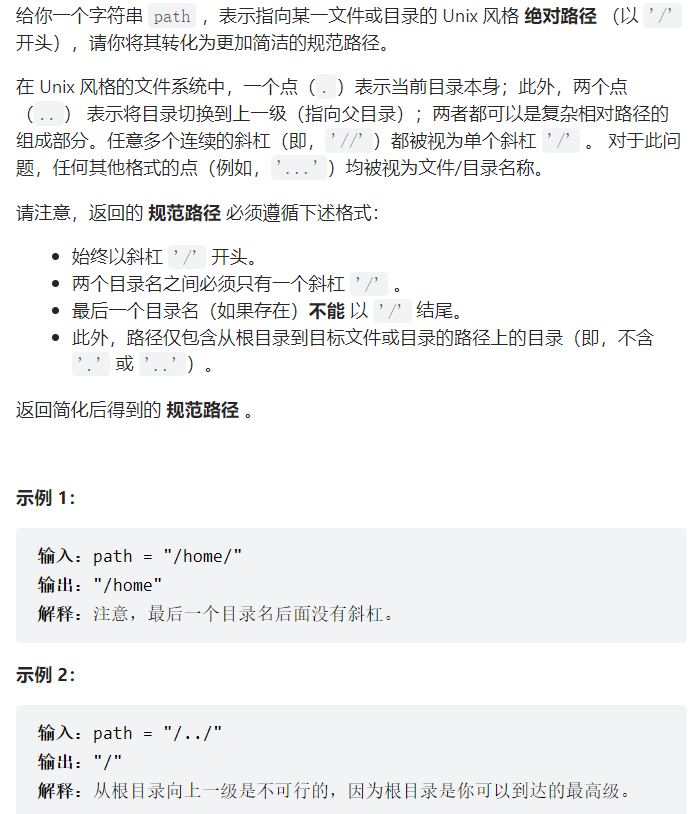 给你一个字符串 path ，表示指向某一文件或目录的 Unix 风格 绝对路径 （以 '/'
开头），请你将其转化为更加简洁的规范路径。
在 Unix 风格的文件系统中，一个点（.）表示当前目录本身；此外，两个点
（..） 表示将目录切换到上一级（指向父目录）；两者都可以是复杂相对路径的
组成部分。任意多个连续的斜杠（即，'//'）都被视为单个斜杠 '/' 。 对于此问
题，任何其他格式的点（例如，'...'）均被视为文件/目录名称。
请注意，返回的 规范路径 必须遵循下述格式：
• 始终以斜杠 '/' 开头。
• 两个目录名之间必须只有一个斜杠 '/' 。
• 最后一个目录名（如果存在）不能 以 '/' 结尾。
• 此外，路径仅包含从根目录到目标文件或目录的路径上的目录（即，不含
'.' 或 '..'）。
返回简化后得到的 规范路径 。
示例 1：
输入：path = "/home/"
输出："/home"
解释：注意，最后一个目录名后面没有斜杠。
示例 2：
输入：path = "/../"
输出："/"
解释：从根目录向上一级是不可行的，因为根目录是你可以到达的最高级。